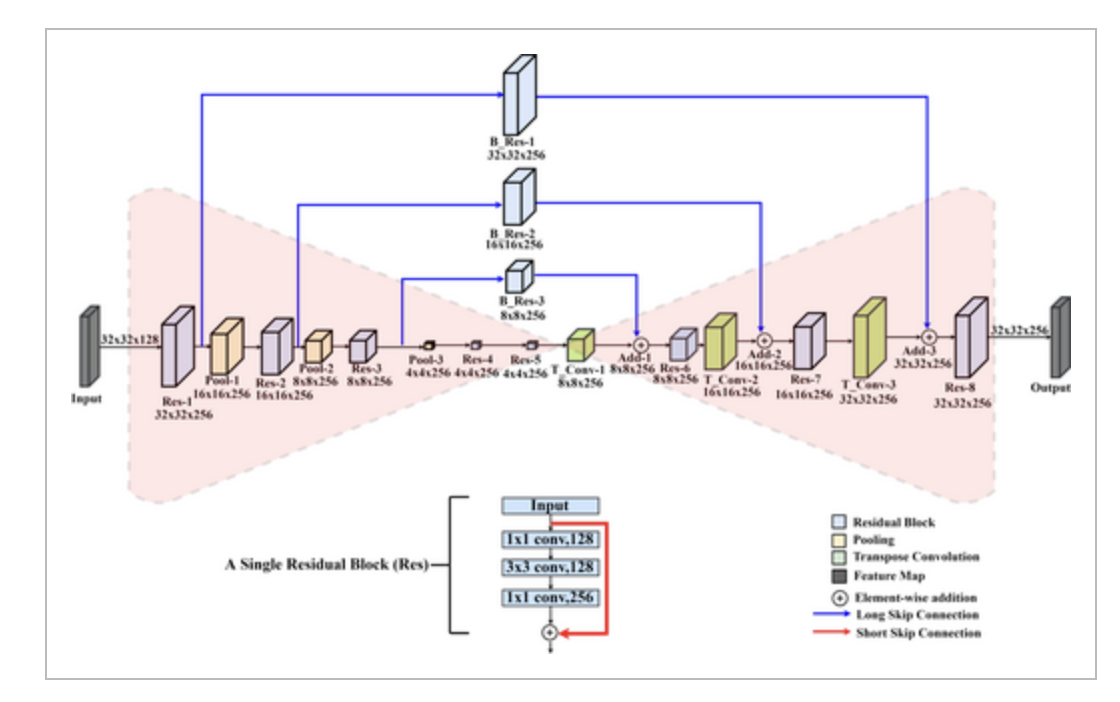 B_Res-1
32x32x256
B_Res-2
16x16x256
B_Res-3
8x8x256
Input
32x32x128
Res-1
32x32x256
Pool-1
16x16x256
Res-2
16x16x256
Pool-2
8x8x256
Res-3
8x8x256
Pool-3
4x4x256
Res-4
4x4x256
Res-5
4x4x256
T_Conv-1
8x8x256
Add-1
8x8x256
Res-6
8x8x256
T_Conv-2
16x16x256
Add-2
16x16x256
Res-7
16x16x256
T_Conv-3
32x32x256
Add-3
32x32x256
Res-8
32x32x256
32x32x256
Output
A Single Residual Block (Res)
Input
1x1 conv,128
3x3 conv,128
1x1 conv,256
Residual Block
Pooling
Transpose Convolution
Feature Map
Element-wise addition
Long Skip Connection
Short Skip Connection